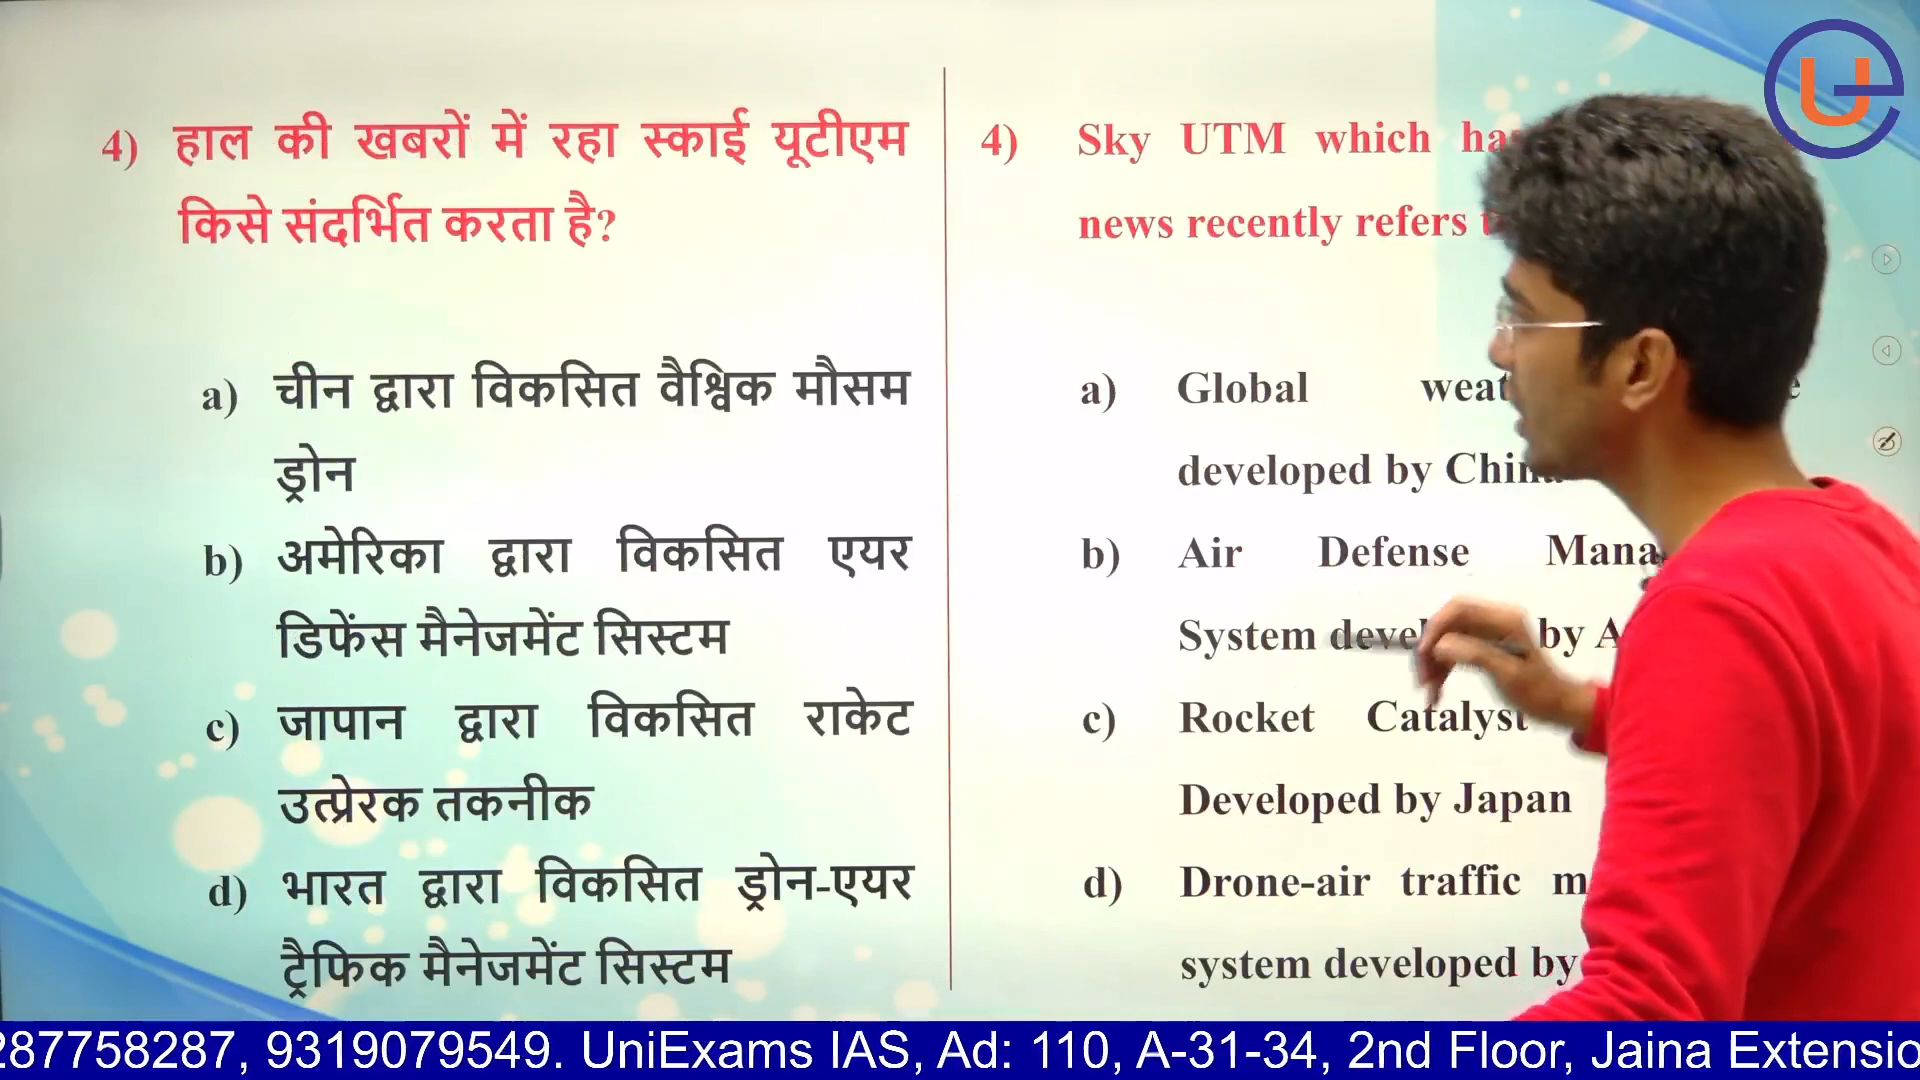 4) हाल की खबरों में रहा स्काई यूटीएम
किसे संदर्भित करता है?
a) चीन द्वारा विकसित वैश्विक मौसम
ड्रोन
b) अमेरिका द्वारा विकसित एयर
डिफेंस मैनेजमेंट सिस्टम
c) जापान द्वारा विकसित राकेट
उत्प्रेरक तकनीक
d) भारत द्वारा विकसित ड्रोन-एयर
ट्रैफिक मैनेजमेंट सिस्टम
4) Sky UTM which
news recently refers
a) Global
developed by
b) Air Defense
System by
c) Rocket Catalyst
Developed by Japan
d) Drone-air traffic
system developed by
Ue
287758287, 9319079549. UniExams IAS, Ad: 110, A-31-34, 2nd Floor, Jaina